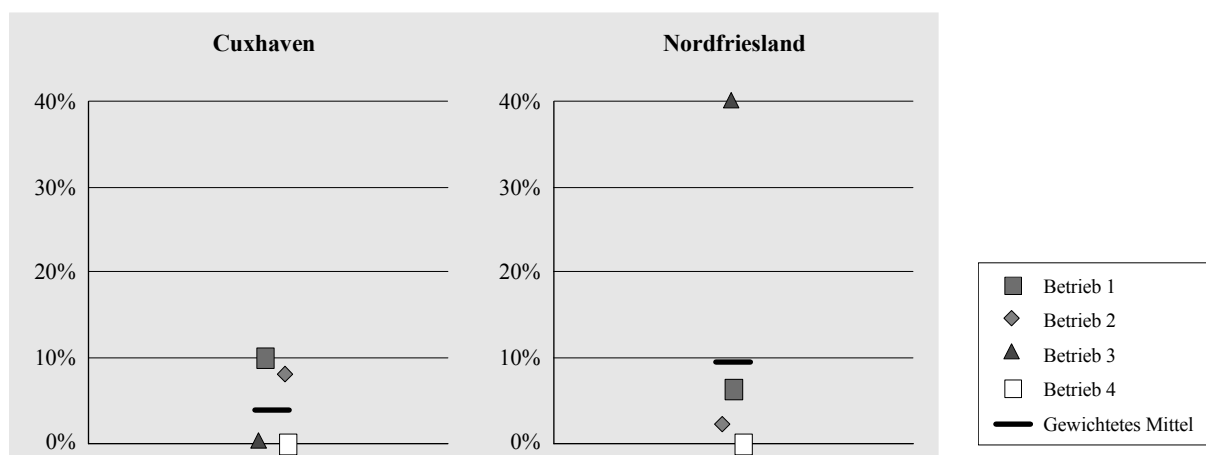 Cuxhaven
40%
30%
20%
10%
0%
Nordfriesland
40%
30%
20%
10%
0%
Betrieb 1
Betrieb 2
Betrieb 3
Betrieb 4
Gewichtetes Mittel